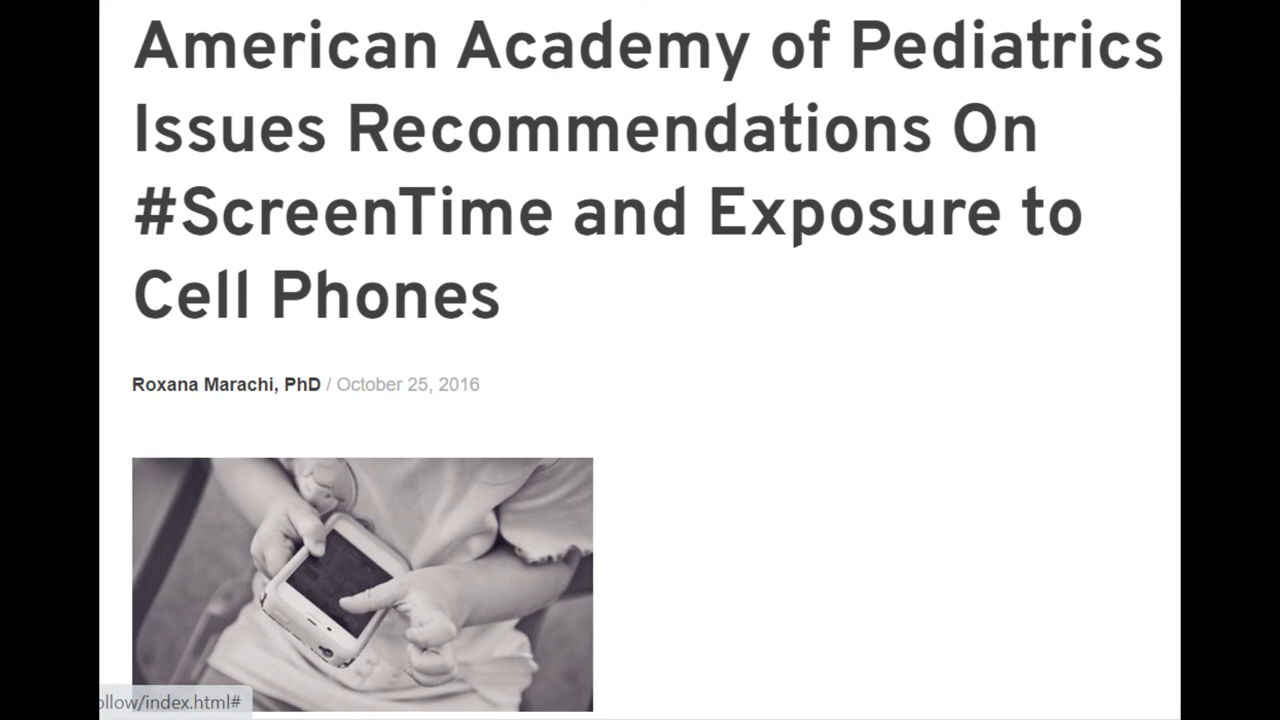 American Academy of Pediatrics
Issues Recommendations On
#ScreenTime and Exposure to
Cell Phones
Roxana Marachi, PhD / October 25, 2016
ollow/index.html#